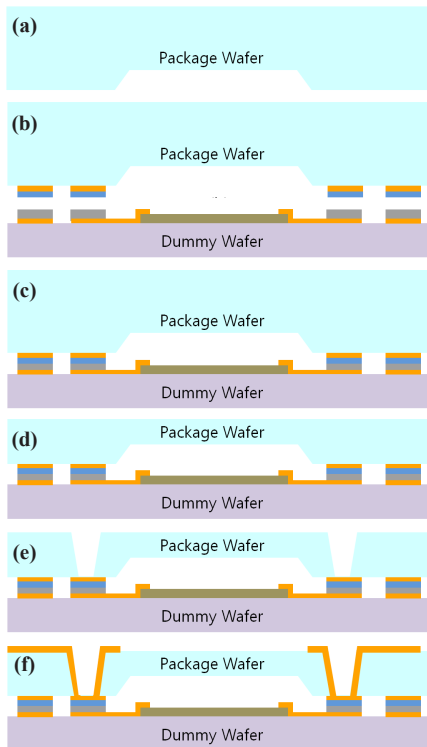 (a)
Package Wafer
(b)
Package Wafer
Dummy Wafer
(c)
Package Wafer
Dummy Wafer
(d)
Package Wafer
Dummy Wafer
(e)
Package Wafer
Dummy Wafer
(f)
Package Wafer
Dummy Wafer